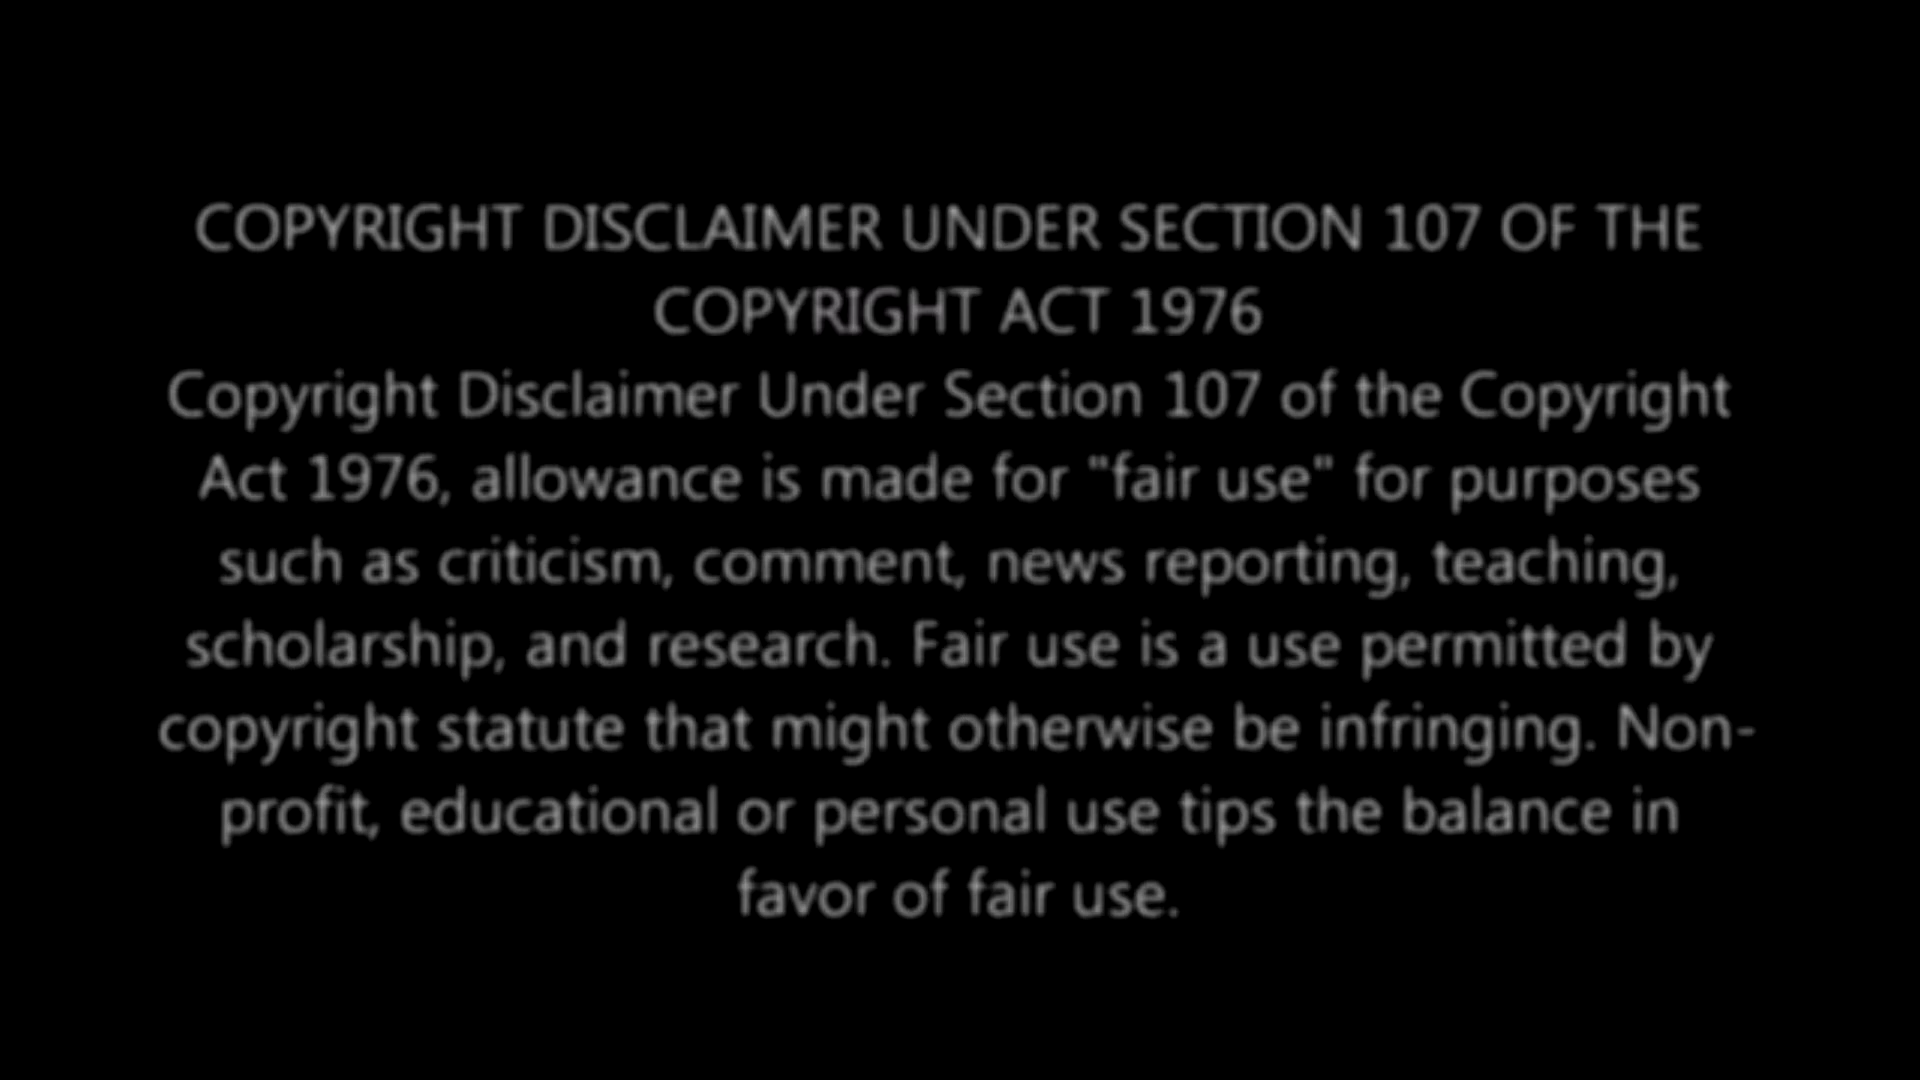 COPYRIGHT DISCLAIMER UNDER SECTION 107 OF THE
COPYRIGHT ACT 1976
Copyright Disclaimer Under Section 107 of the Copyright
Act 1976, allowance is made for "fair use" for purposes
such as criticism, comment, news reporting, teaching,
scholarship, and research. Fair use is a use permitted by
copyright statute that might otherwise be infringing. Non-
profit, educational or personal use tips the balance in
favor of fair use.